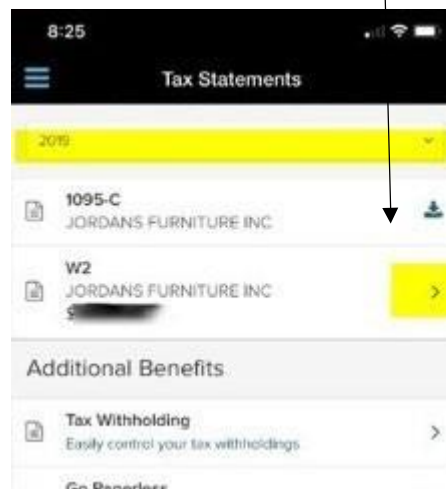 8:25
Tax Statements
2019
1095-C
JORDANS FURNITURE INC
W2
JORDANS FURNITURE INC
Additional Benefits
Tax Withholding
Easily control your tax withholdings
Go Paperless